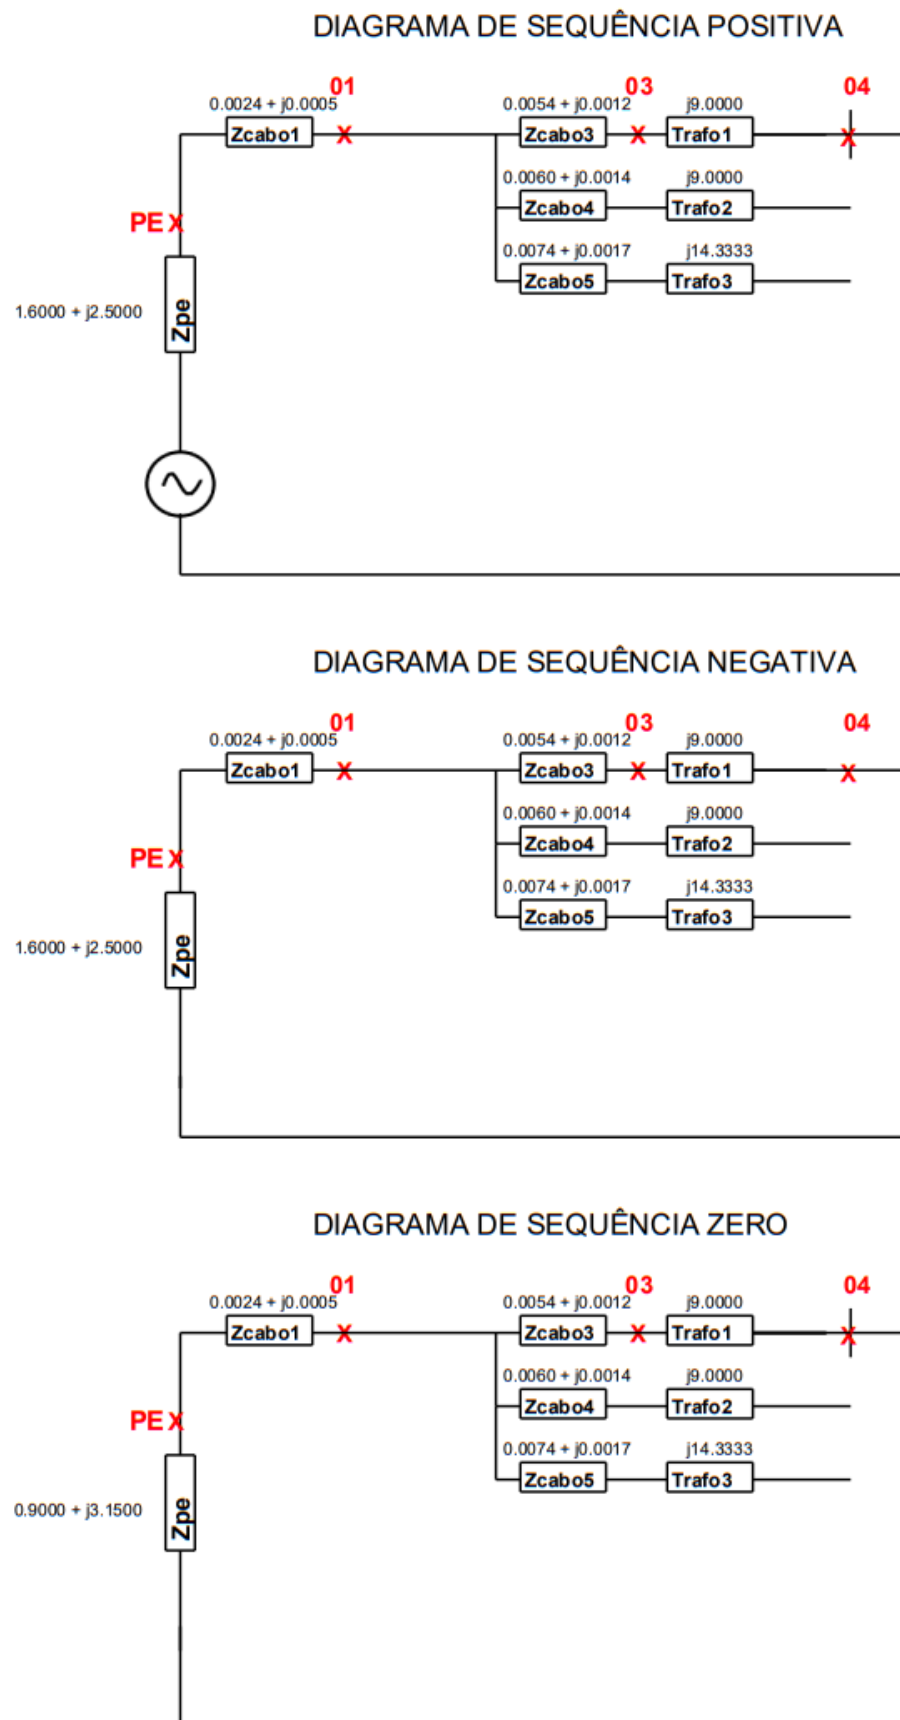 DIAGRAMA DE SEQUÊNCIA POSITIVA
01 03 04
0.0024 + j0.0005 0.0054 + j0.0012 j9.0000
Zcabo1 X Zcabo3 X Trafo1 X
0.0060 + j0.0014 j9.0000
PE X Zcabo4 Trafo2
0.0074 + j0.0017 j14.3333
Zcabo5 Trafo3
1.6000 + j2.5000 Zpe
DIAGRAMA DE SEQUÊNCIA NEGATIVA
01 03 04
0.0024 + j0.0005 0.0054 + j0.0012 j9.0000
Zcabo1 X Zcabo3 X Trafo1 X
0.0060 + j0.0014 j9.0000
PE X Zcabo4 Trafo2
0.0074 + j0.0017 j14.3333
Zcabo5 Trafo3
1.6000 + j2.5000 Zpe
DIAGRAMA DE SEQUÊNCIA ZERO
01 03 04
0.0024 + j0.0005 0.0054 + j0.0012 j9.0000
Zcabo1 X Zcabo3 X Trafo1 X
0.0060 + j0.0014 j9.0000
PE X Zcabo4 Trafo2
0.0074 + j0.0017 j14.3333
Zcabo5 Trafo3
0.9000 + j3.1500 Zpe